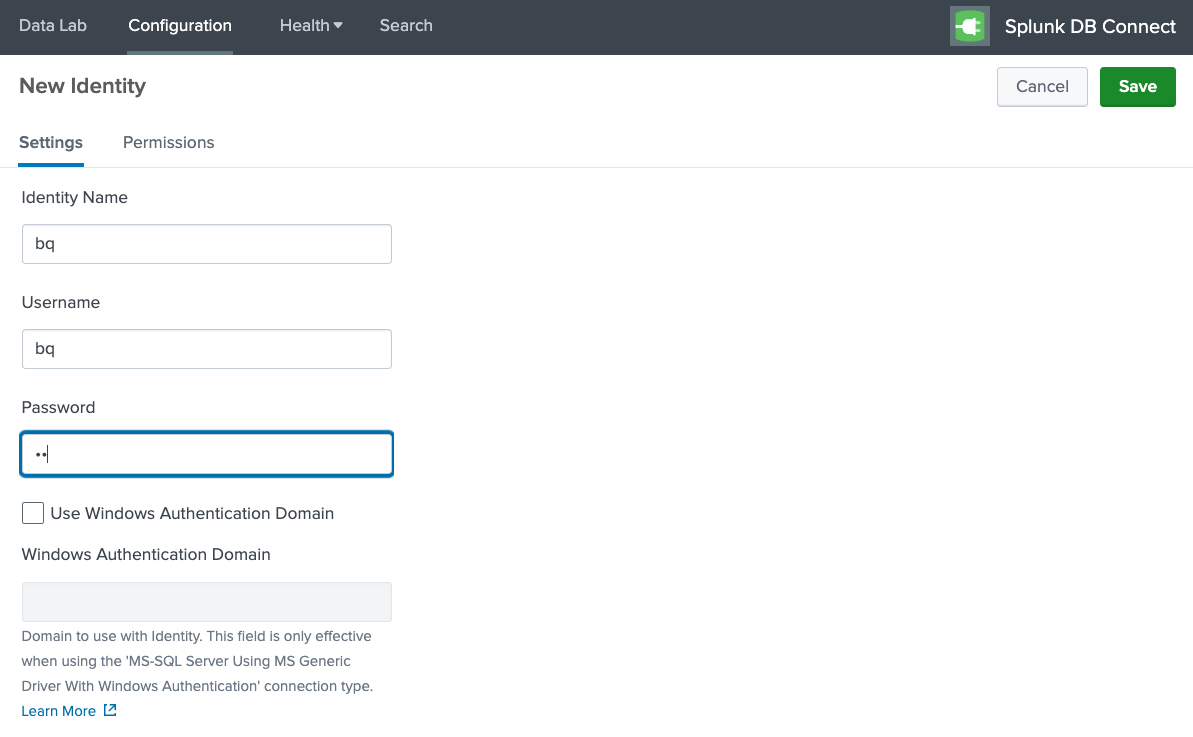 Data Lab Configuration Health Search Splunk DB Connect
New Identity Cancel Save
Settings Permissions
Identity Name
bq
Username
bq
Password
••
Use Windows Authentication Domain
Windows Authentication Domain
Domain to use with Identity. This field is only effective
when using the 'MS-SQL Server Using MS Generic
Driver With Windows Authentication' connection type.
Learn More